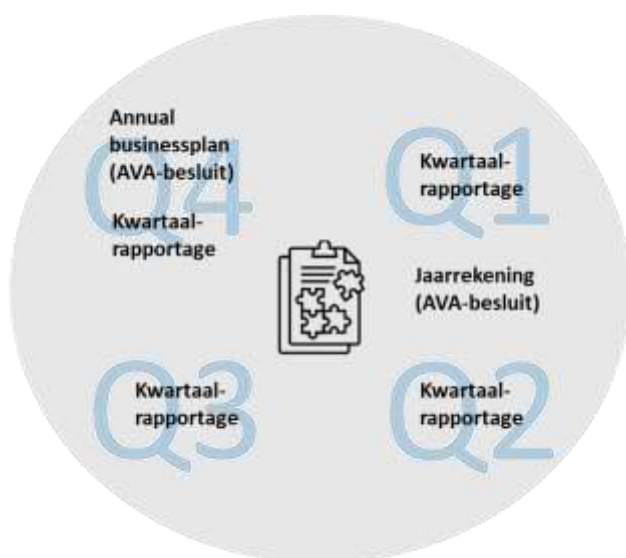 Annual
businessplan
(AVA-besluit)
Q4
Kwartaal-
rapportage
Q1
Kwartaal-
rapportage
Jaarrekening
(AVA-besluit)
Q3
Kwartaal-
rapportage
Q2
Kwartaal-
rapportage